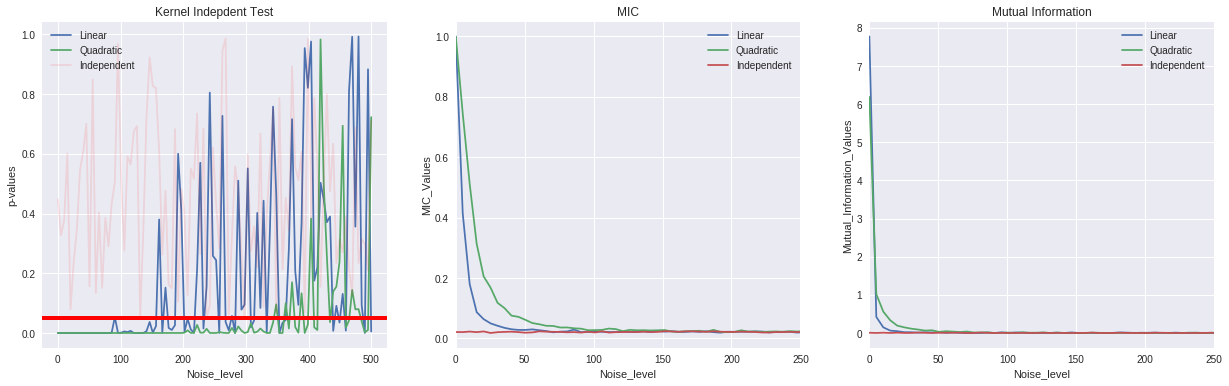 Kernel Indepdent Test
Linear
Quadratic
Independent
1.0
0.8
0.6
0.4
0.2
0.0
p-values
0
100
200
300
400
500
Noise_level
MIC
Linear
Quadratic
Independent
1.0
0.8
0.6
0.4
0.2
0.0
MIC_Values
0
50
100
150
200
250
Noise_level
Mutual Information
Linear
Quadratic
Independent
8
7
6
5
4
3
2
1
0
Mutual_Information_Values
0
50
100
150
200
250
Noise_level